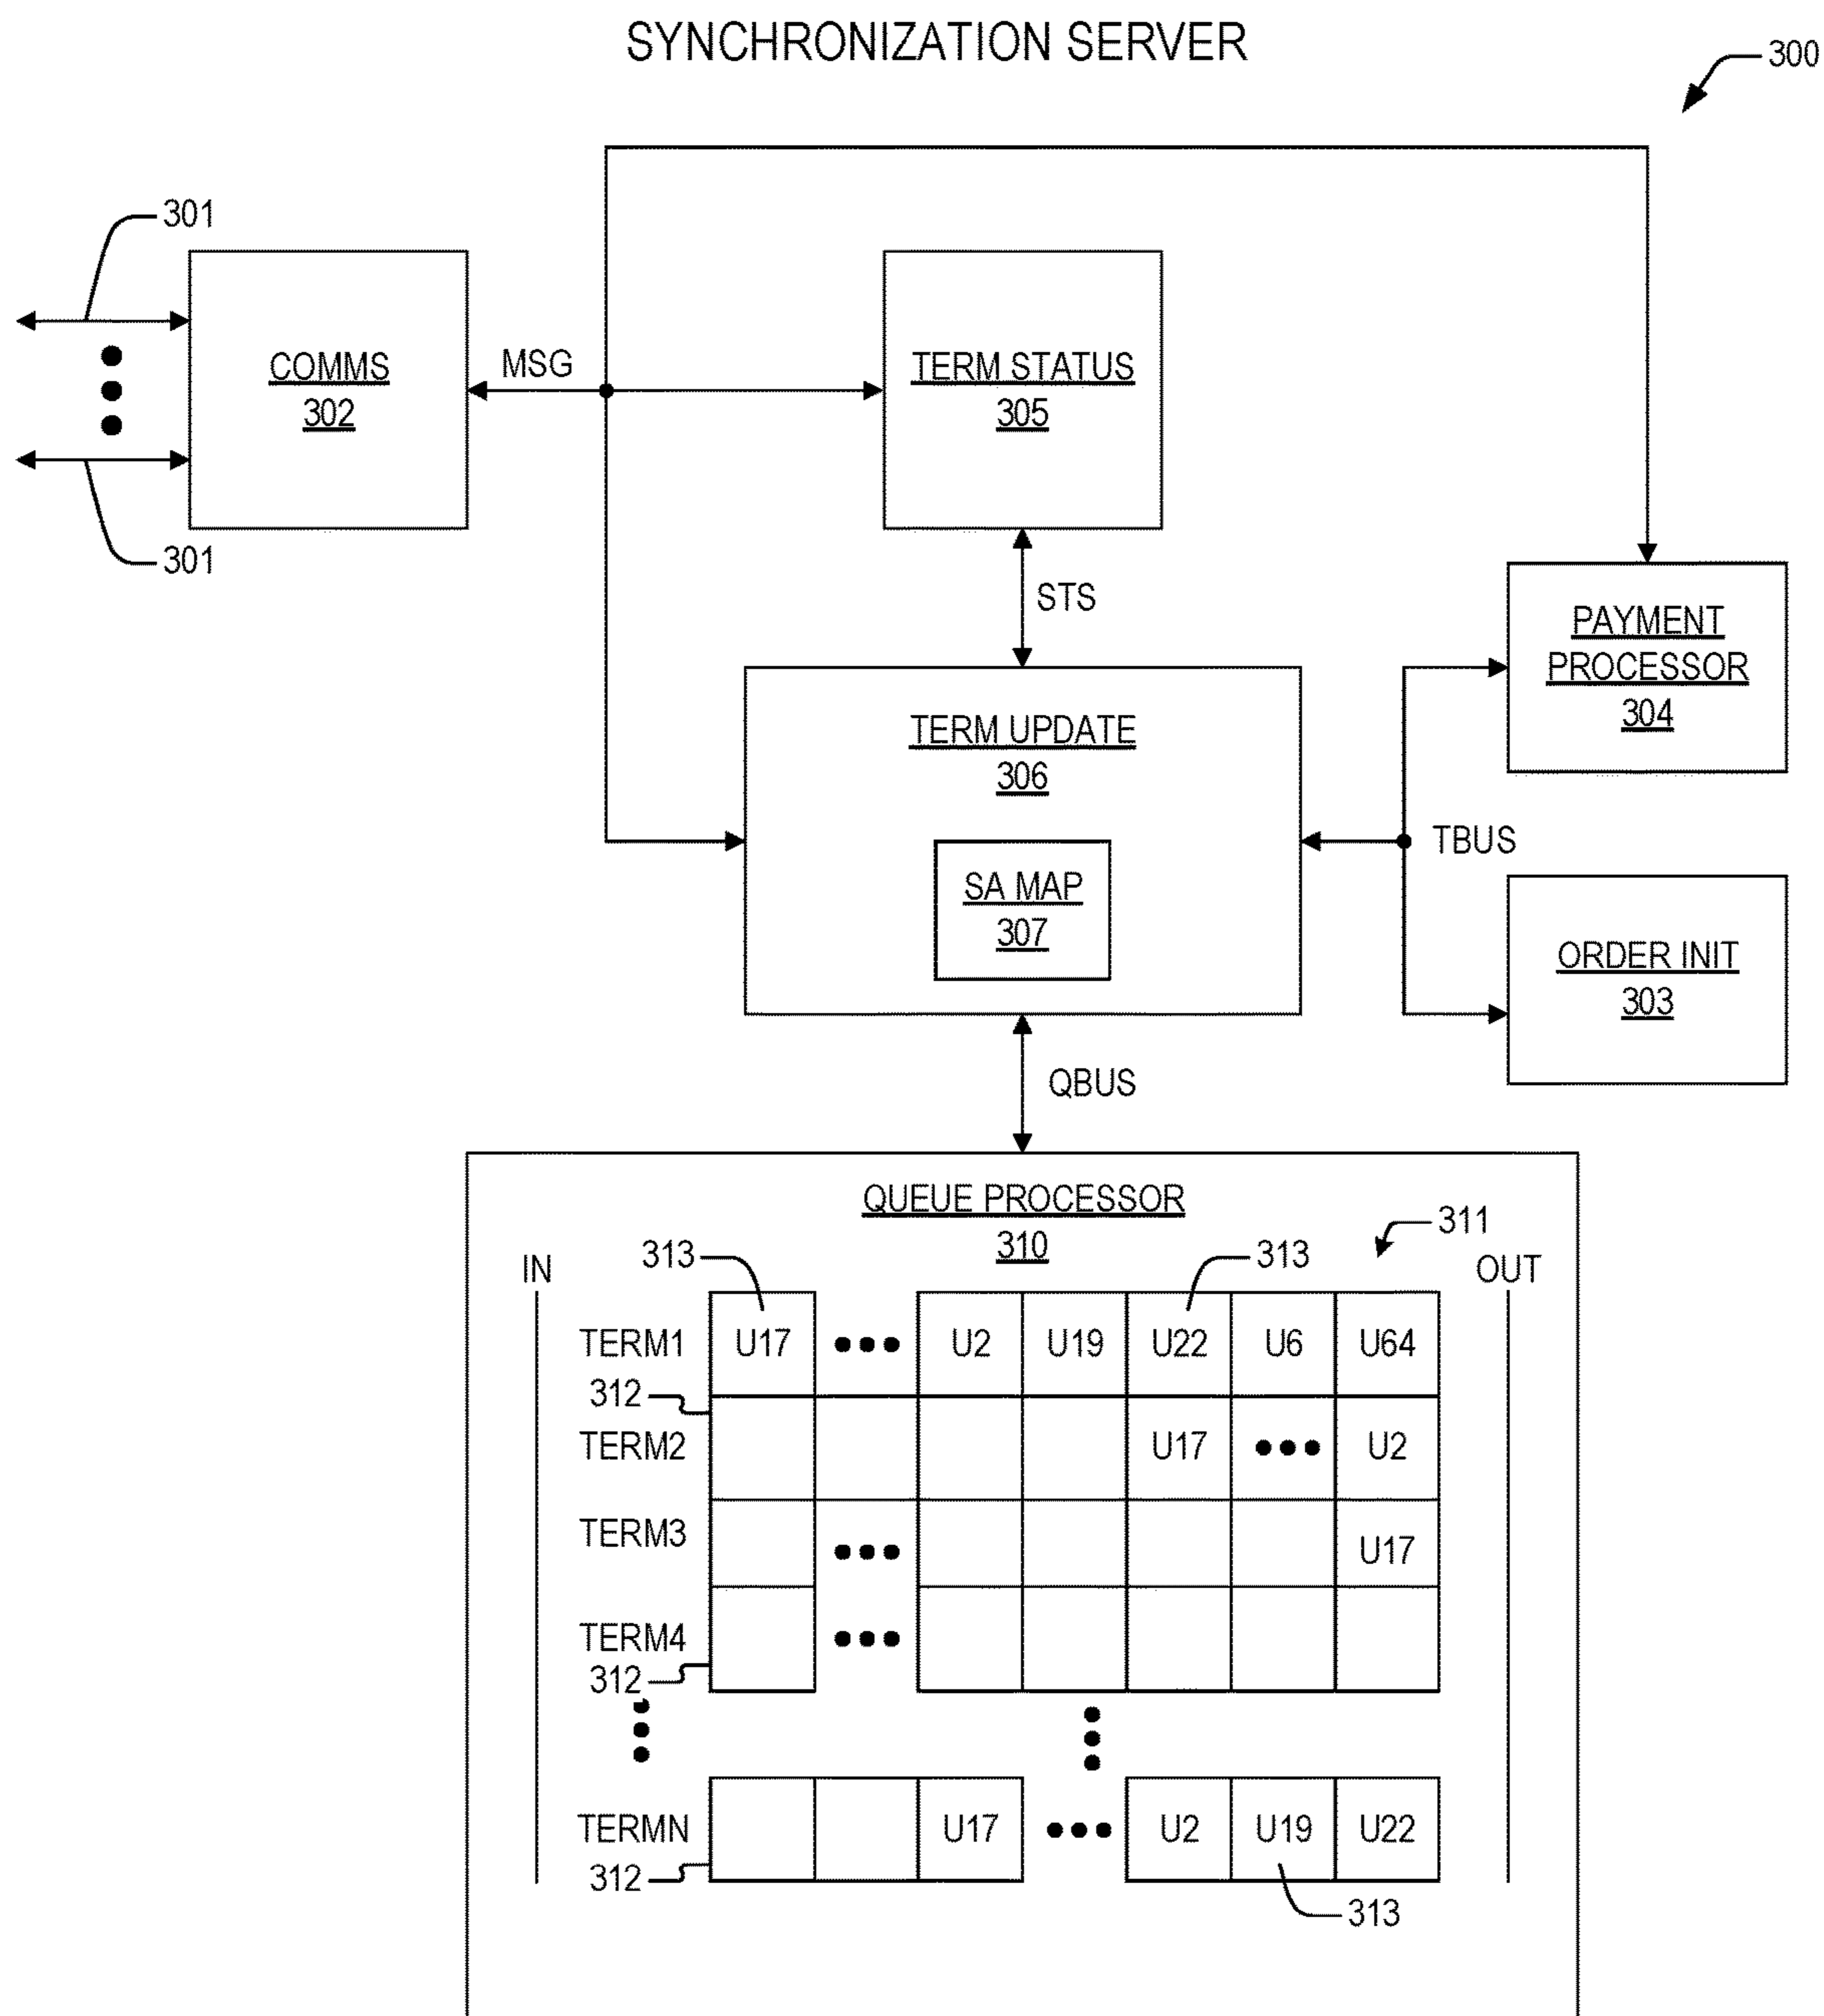 SYNCHRONIZATION SERVER
300
301
COMMS
302
MSG
TERM STATUS
305
301
STS
PAYMENT
PROCESSOR
304
TERM UPDATE
306
TBUS
SA MAP
307
ORDER INIT
303
QBUS
QUEUE PROCESSOR
310
311
313
313
IN
OUT
TERM1 U17 U2 U19 U22 U6 U64
312
TERM2 U17 U2
TERM3 U17
TERM4
312
TERMN U17 U2 U19 U22
312
313